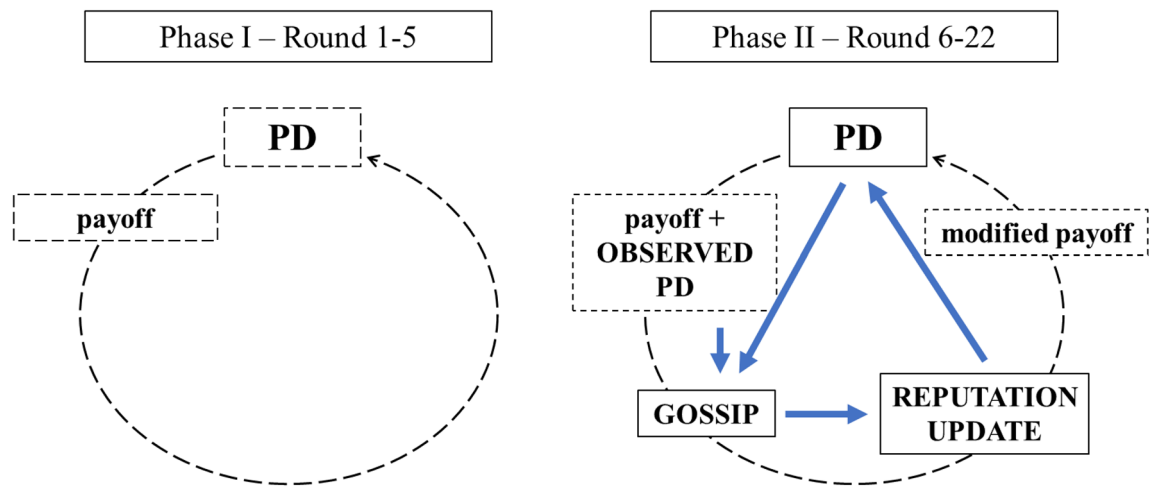 Phase I – Round 1-5
PD
payoff
Phase II – Round 6-22
PD
payoff +
OBSERVED
PD
modified payoff
GOSSIP
REPUTATION
UPDATE